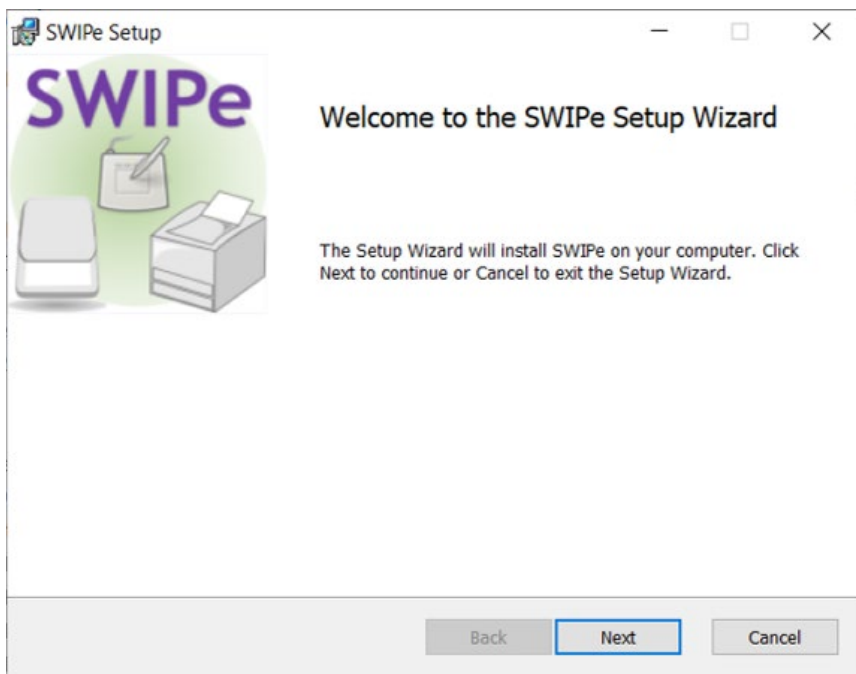 SWIPe Setup
SWIPe
Welcome to the SWIPe Setup Wizard
The Setup Wizard will install SWIPe on your computer. Click
Next to continue or Cancel to exit the Setup Wizard.
Back
Next
Cancel